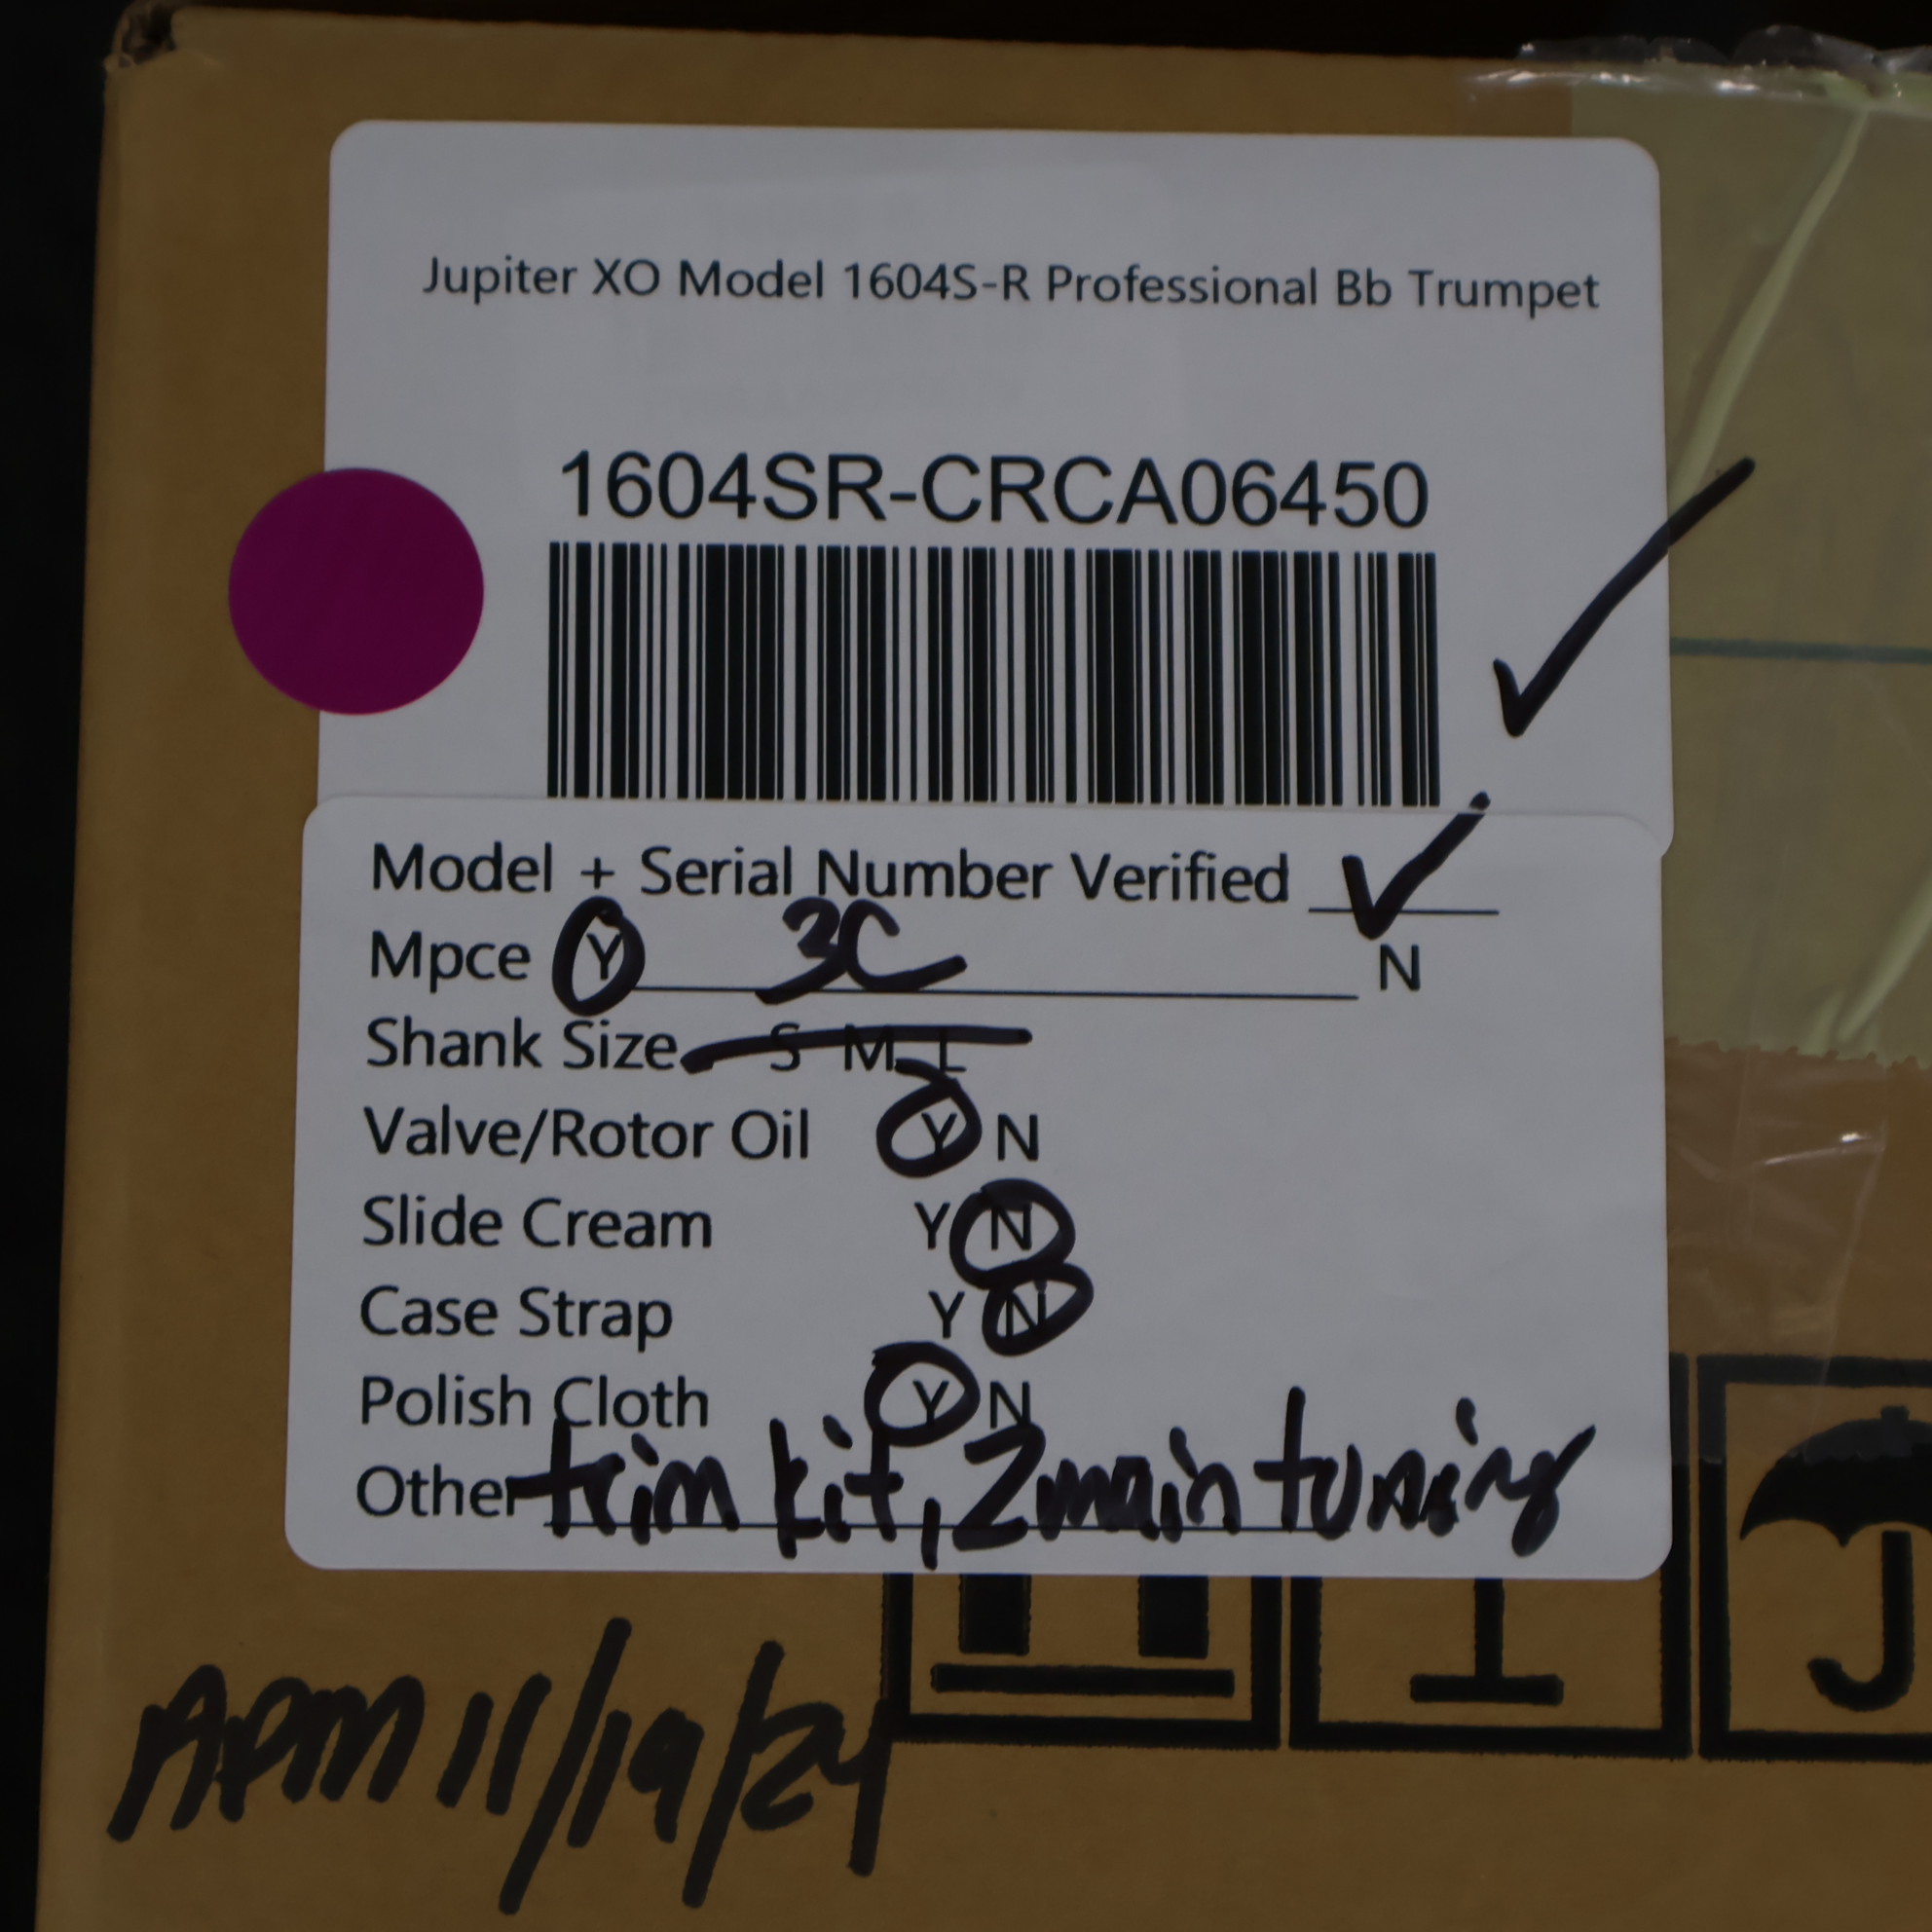 Jupiter XO Model 1604S-R Professional Bb Trumpet
1604SR-CRCA06450
Model + Serial Number Verified ✓
Mpce Y 3C N
Shank Size S M L
Valve/Rotor Oil Y N
Slide Cream Y N
Case Strap Y N
Polish Cloth Y N
Other trim kit, 2 main tuning
APM 11/19/24